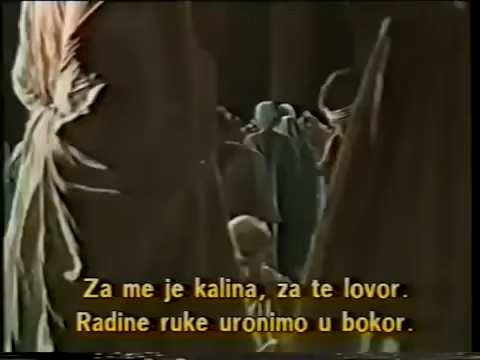 Za me je kalina, za te lovor.
Radine ruke uronimo u bokor.